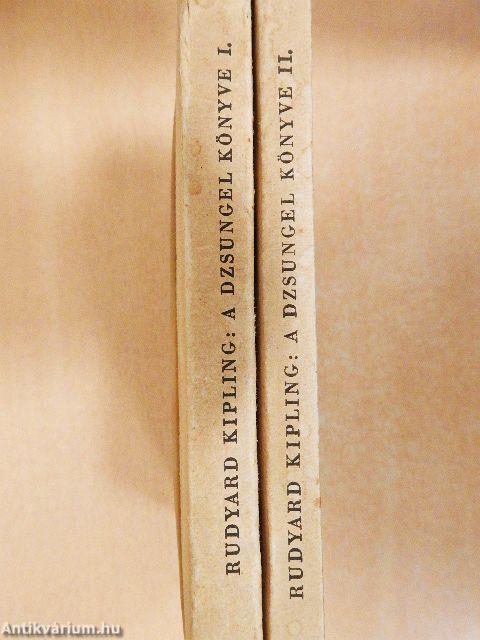 RUDYARD KIPLING: A DZSUNGEL KÖNYVE I.
RUDYARD KIPLING: A DZSUNGEL KÖNYVE II.
Antikvárium.hu